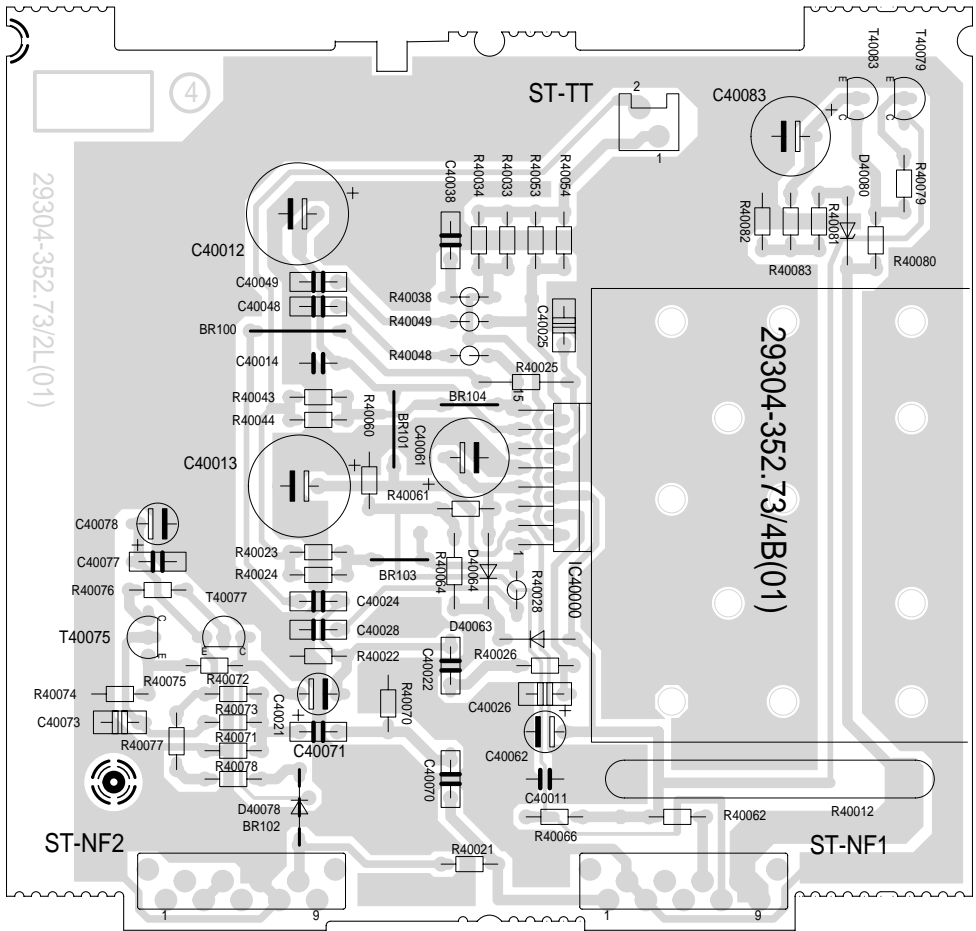 T40083
T40079
4
ST-TT
2
C40083
+
E
C
E
C
1
C40038
R40034
R40033
R40053
R40054
D40080
R40079
29304-352.73/2L(01)
+
C40012
R40082
R40081
R40083
R40080
C40049
C40048
R40038
R40049
C40025
BR100
C40014
R40048
R40025
29304-352.73/4B(01)
R40043
R40044
R40060
BR101
BR104
15
C40061
C40013
+
+
R40061
C40078
+
C40077
R40023
R40024
BR103
R40064
D40064
1
R40028
IC40000
R40076
T40077
C40024
C
T40075
E
E
C
C40028
D40063
R40022
C40022
R40026
R40075
R40074
R40072
C40021
+
R40070
C40026
+
C40073
R40073
R40077
R40071
C40071
C40062
R40078
C40070
C40011
D40078
BR102
R40066
R40062
R40012
ST-NF2
R40021
ST-NF1
1
9
1
9